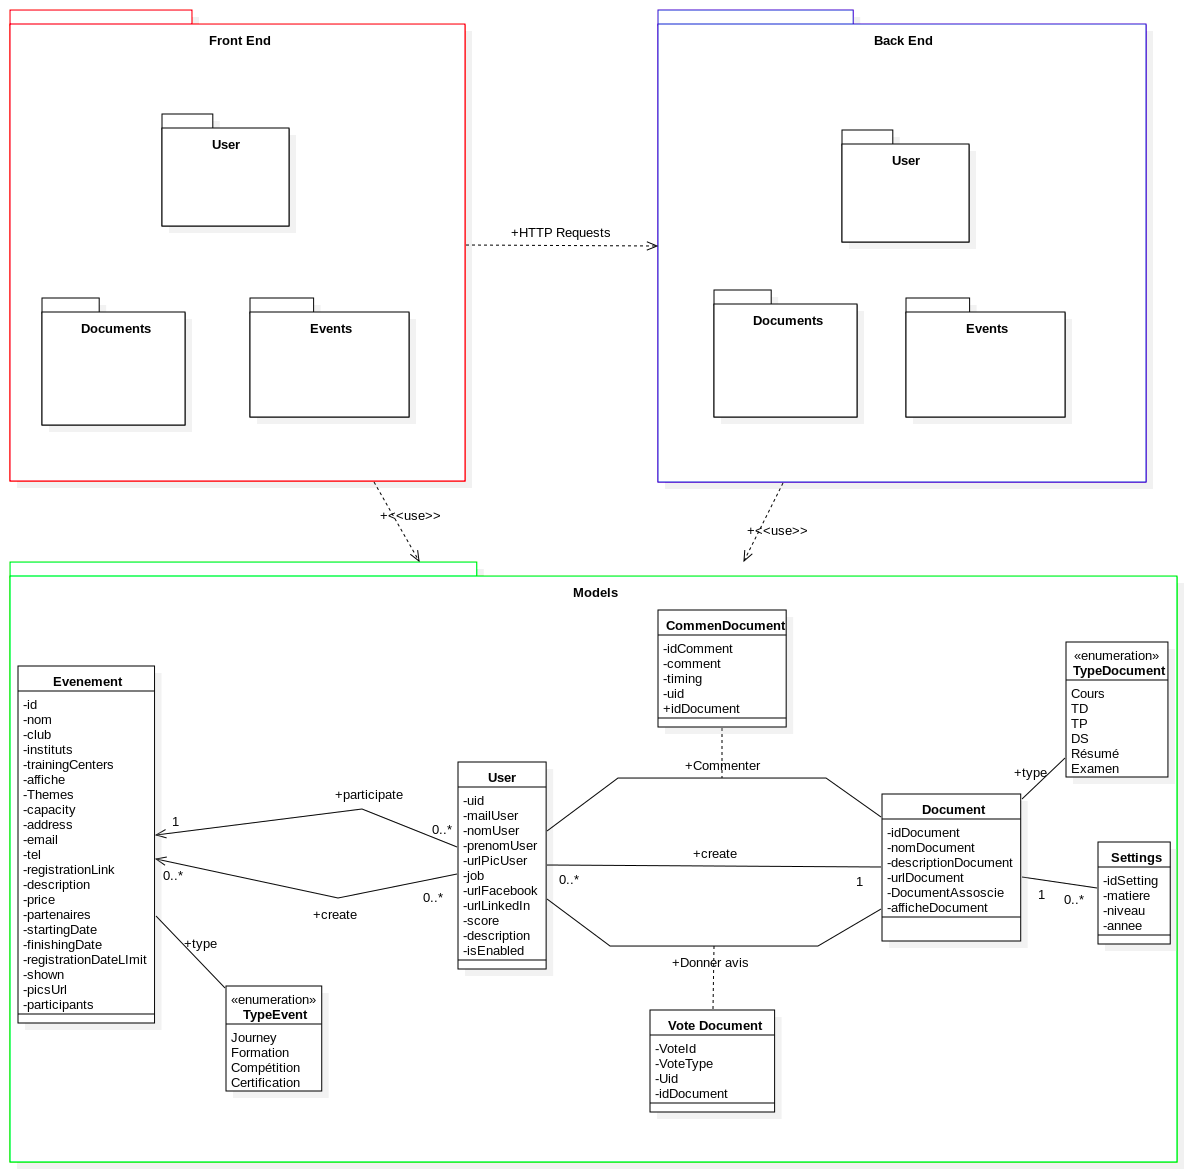 Front End
User
Documents
Events
+HTTP Requests
Back End
User
Documents
Events
+<<use>>
+<<use>>
Models
Evenement
-id
-nom
-club
-instituts
-trainingCenters
-affiche
-Themes
-capacity
-address
-email
-tel
-registrationLink
-description
-price
-partenaires
-startingDate
-finishingDate
-registrationDateLImit
-shown
-picsUrl
-participants
+participate
1
0..*
0..*
0..*
+create
+type
«enumeration»
TypeEvent
Journey
Formation
Compétition
Certification
User
-uid
-mailUser
-nomUser
-prenomUser
-urlPicUser
-job
-urlFacebook
-urlLinkedIn
-score
-description
-isEnabled
CommenDocument
-idComment
-comment
-timing
-uid
+idDocument
+Commenter
+create
0..*
1
+Donner avis
Vote Document
-VoteId
-VoteType
-Uid
-idDocument
Document
-idDocument
-nomDocument
-descriptionDocument
-urlDocument
-DocumentAssoscie
-afficheDocument
+type
«enumeration»
TypeDocument
Cours
TD
TP
DS
Résumé
Examen
1
0..*
Settings
-idSetting
-matiere
-niveau
-annee